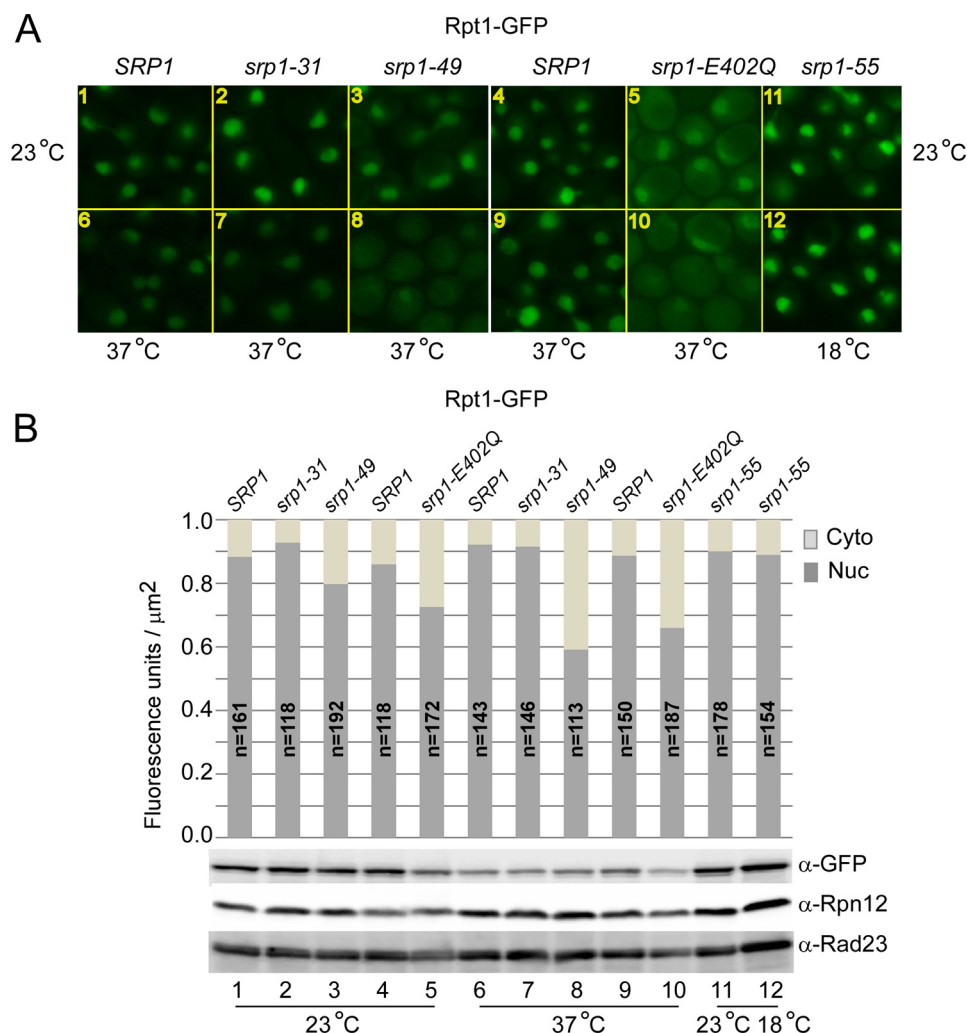 A
Rpt1-GFP
SRP1 srp1-31 srp1-49 SRP1 srp1-E402Q srp1-55
1 2 3 4 5 11
23 °C 23 °C
6 7 8 9 10 12
37 °C 37 °C 37 °C 37 °C 37 °C 18 °C
Rpt1-GFP
B
SRP1 srp1-31 srp1-49 SRP1 srp1-E402Q SRP1 srp1-31 srp1-49 SRP1 srp1-E402Q srp1-55 srp1-55
Fluorescence units / µm2
1.0
0.8
0.6
0.4
0.2
0.0
n=161 n=118 n=192 n=118 n=172 n=143 n=146 n=113 n=150 n=187 n=178 n=154
Cyto
Nuc
α-GFP
α-Rpn12
α-Rad23
1 2 3 4 5 6 7 8 9 10 11 12
23 °C 37 °C 23 °C 18 °C